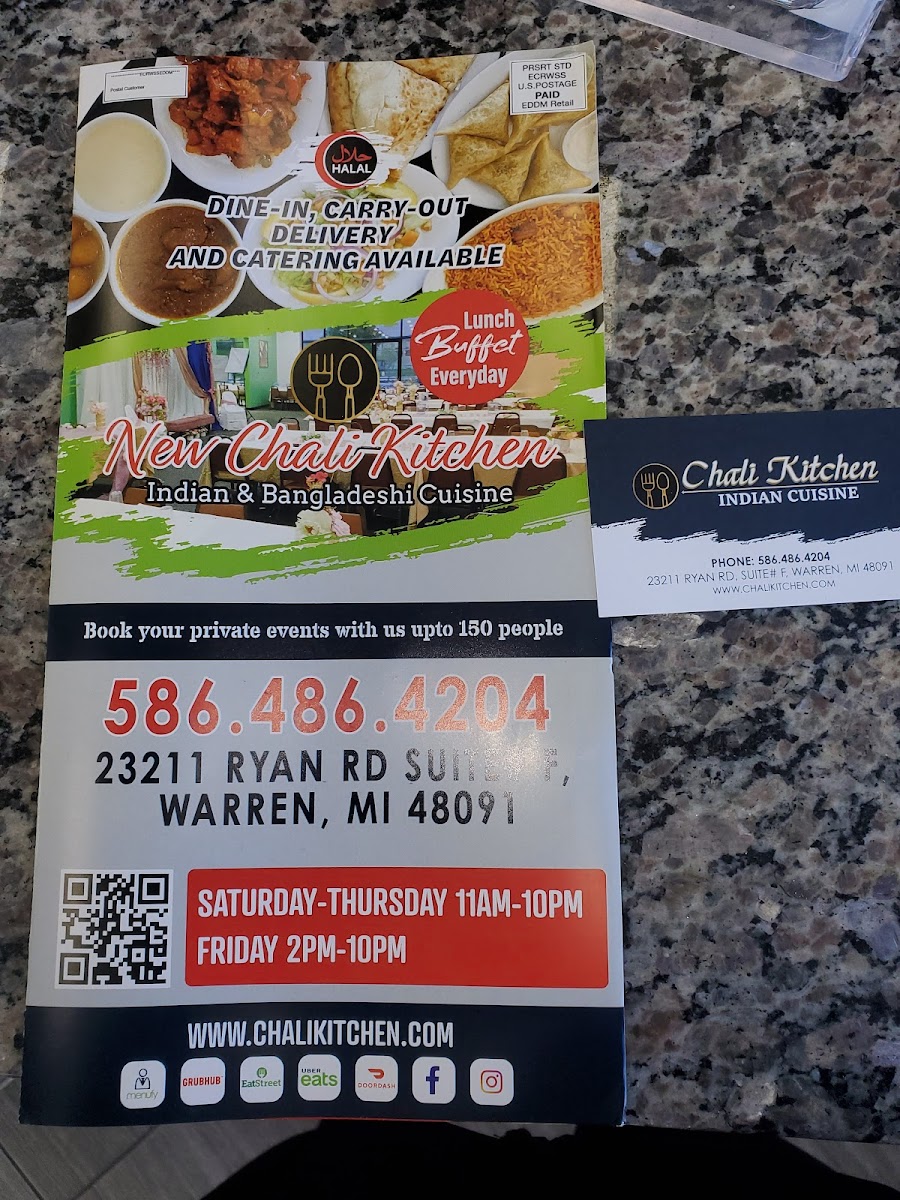 ECRWSSEDDM
Postal Customer
PRSRT STD
ECRWSS
U.S.POSTAGE
PAID
EDDM Retail
حلال
HALAL
DINE-IN, CARRY-OUT
DELIVERY
AND CATERING AVAILABLE
Lunch
Buffet
Everyday
New Chali Kitchen
Indian & Bangladeshi Cuisine
Book your private events with us upto 150 people
586.486.4204
23211 RYAN RD SUITE# F,
WARREN, MI 48091
SATURDAY-THURSDAY 11AM-10PM
FRIDAY 2PM-10PM
WWW.CHALIKITCHEN.COM
menufy
GRUBHUB
EatStreet
UBER
eats
DOORDASH
Chali Kitchen
INDIAN CUISINE
PHONE: 586.486.4204
23211 RYAN RD, SUITE# F, WARREN, MI 48091
WWW.CHALIKITCHEN.COM